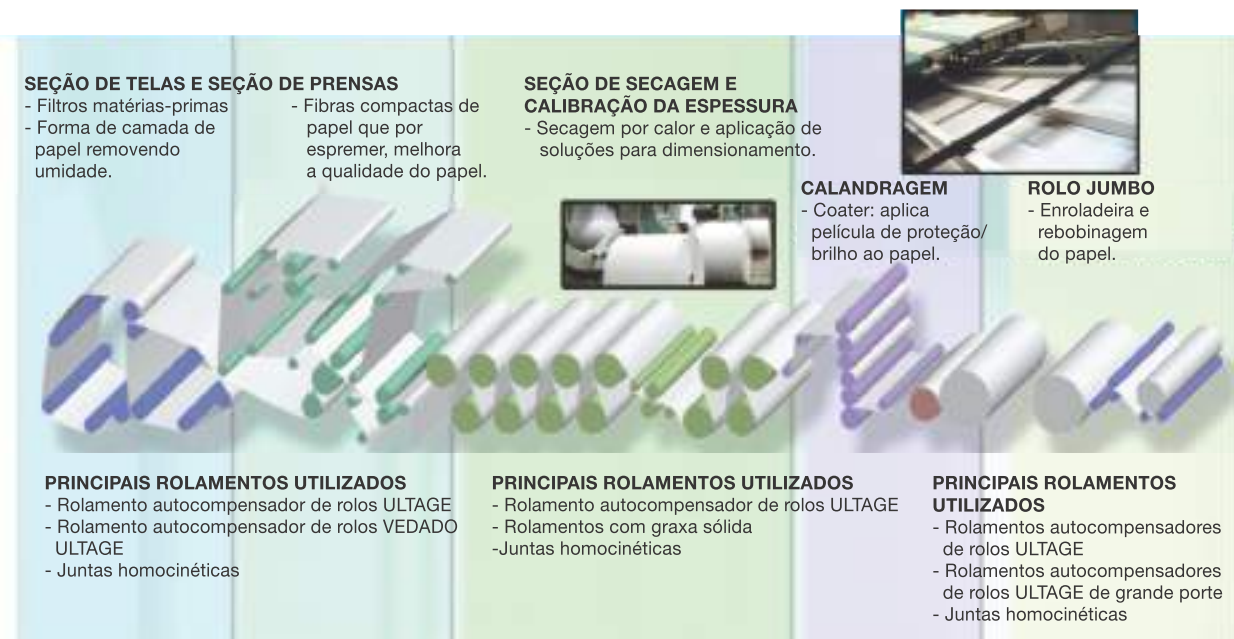 SEÇÃO DE TELAS E SEÇÃO DE PRENSAS
- Filtros matérias-primas
- Forma de camada de
papel removendo
umidade.
- Fibras compactas de
papel que por
espremer, melhora
a qualidade do papel.
SEÇÃO DE SECAGEM E
CALIBRAÇÃO DA ESPESSURA
- Secagem por calor e aplicação de
soluções para dimensionamento.
CALANDRAGEM
- Coater: aplica
película de proteção/
brilho ao papel.
ROLO JUMBO
- Enroladeira e
rebobinagem
do papel.
PRINCIPAIS ROLAMENTOS UTILIZADOS
- Rolamento autocompensador de rolos ULTAGE
- Rolamento autocompensador de rolos VEDADO
ULTAGE
- Juntas homocinéticas
PRINCIPAIS ROLAMENTOS UTILIZADOS
- Rolamento autocompensador de rolos ULTAGE
- Rolamentos com graxa sólida
-Juntas homocinéticas
PRINCIPAIS ROLAMENTOS
UTILIZADOS
- Rolamentos autocompensadores
de rolos ULTAGE
- Rolamentos autocompensadores
de rolos ULTAGE de grande porte
- Juntas homocinéticas